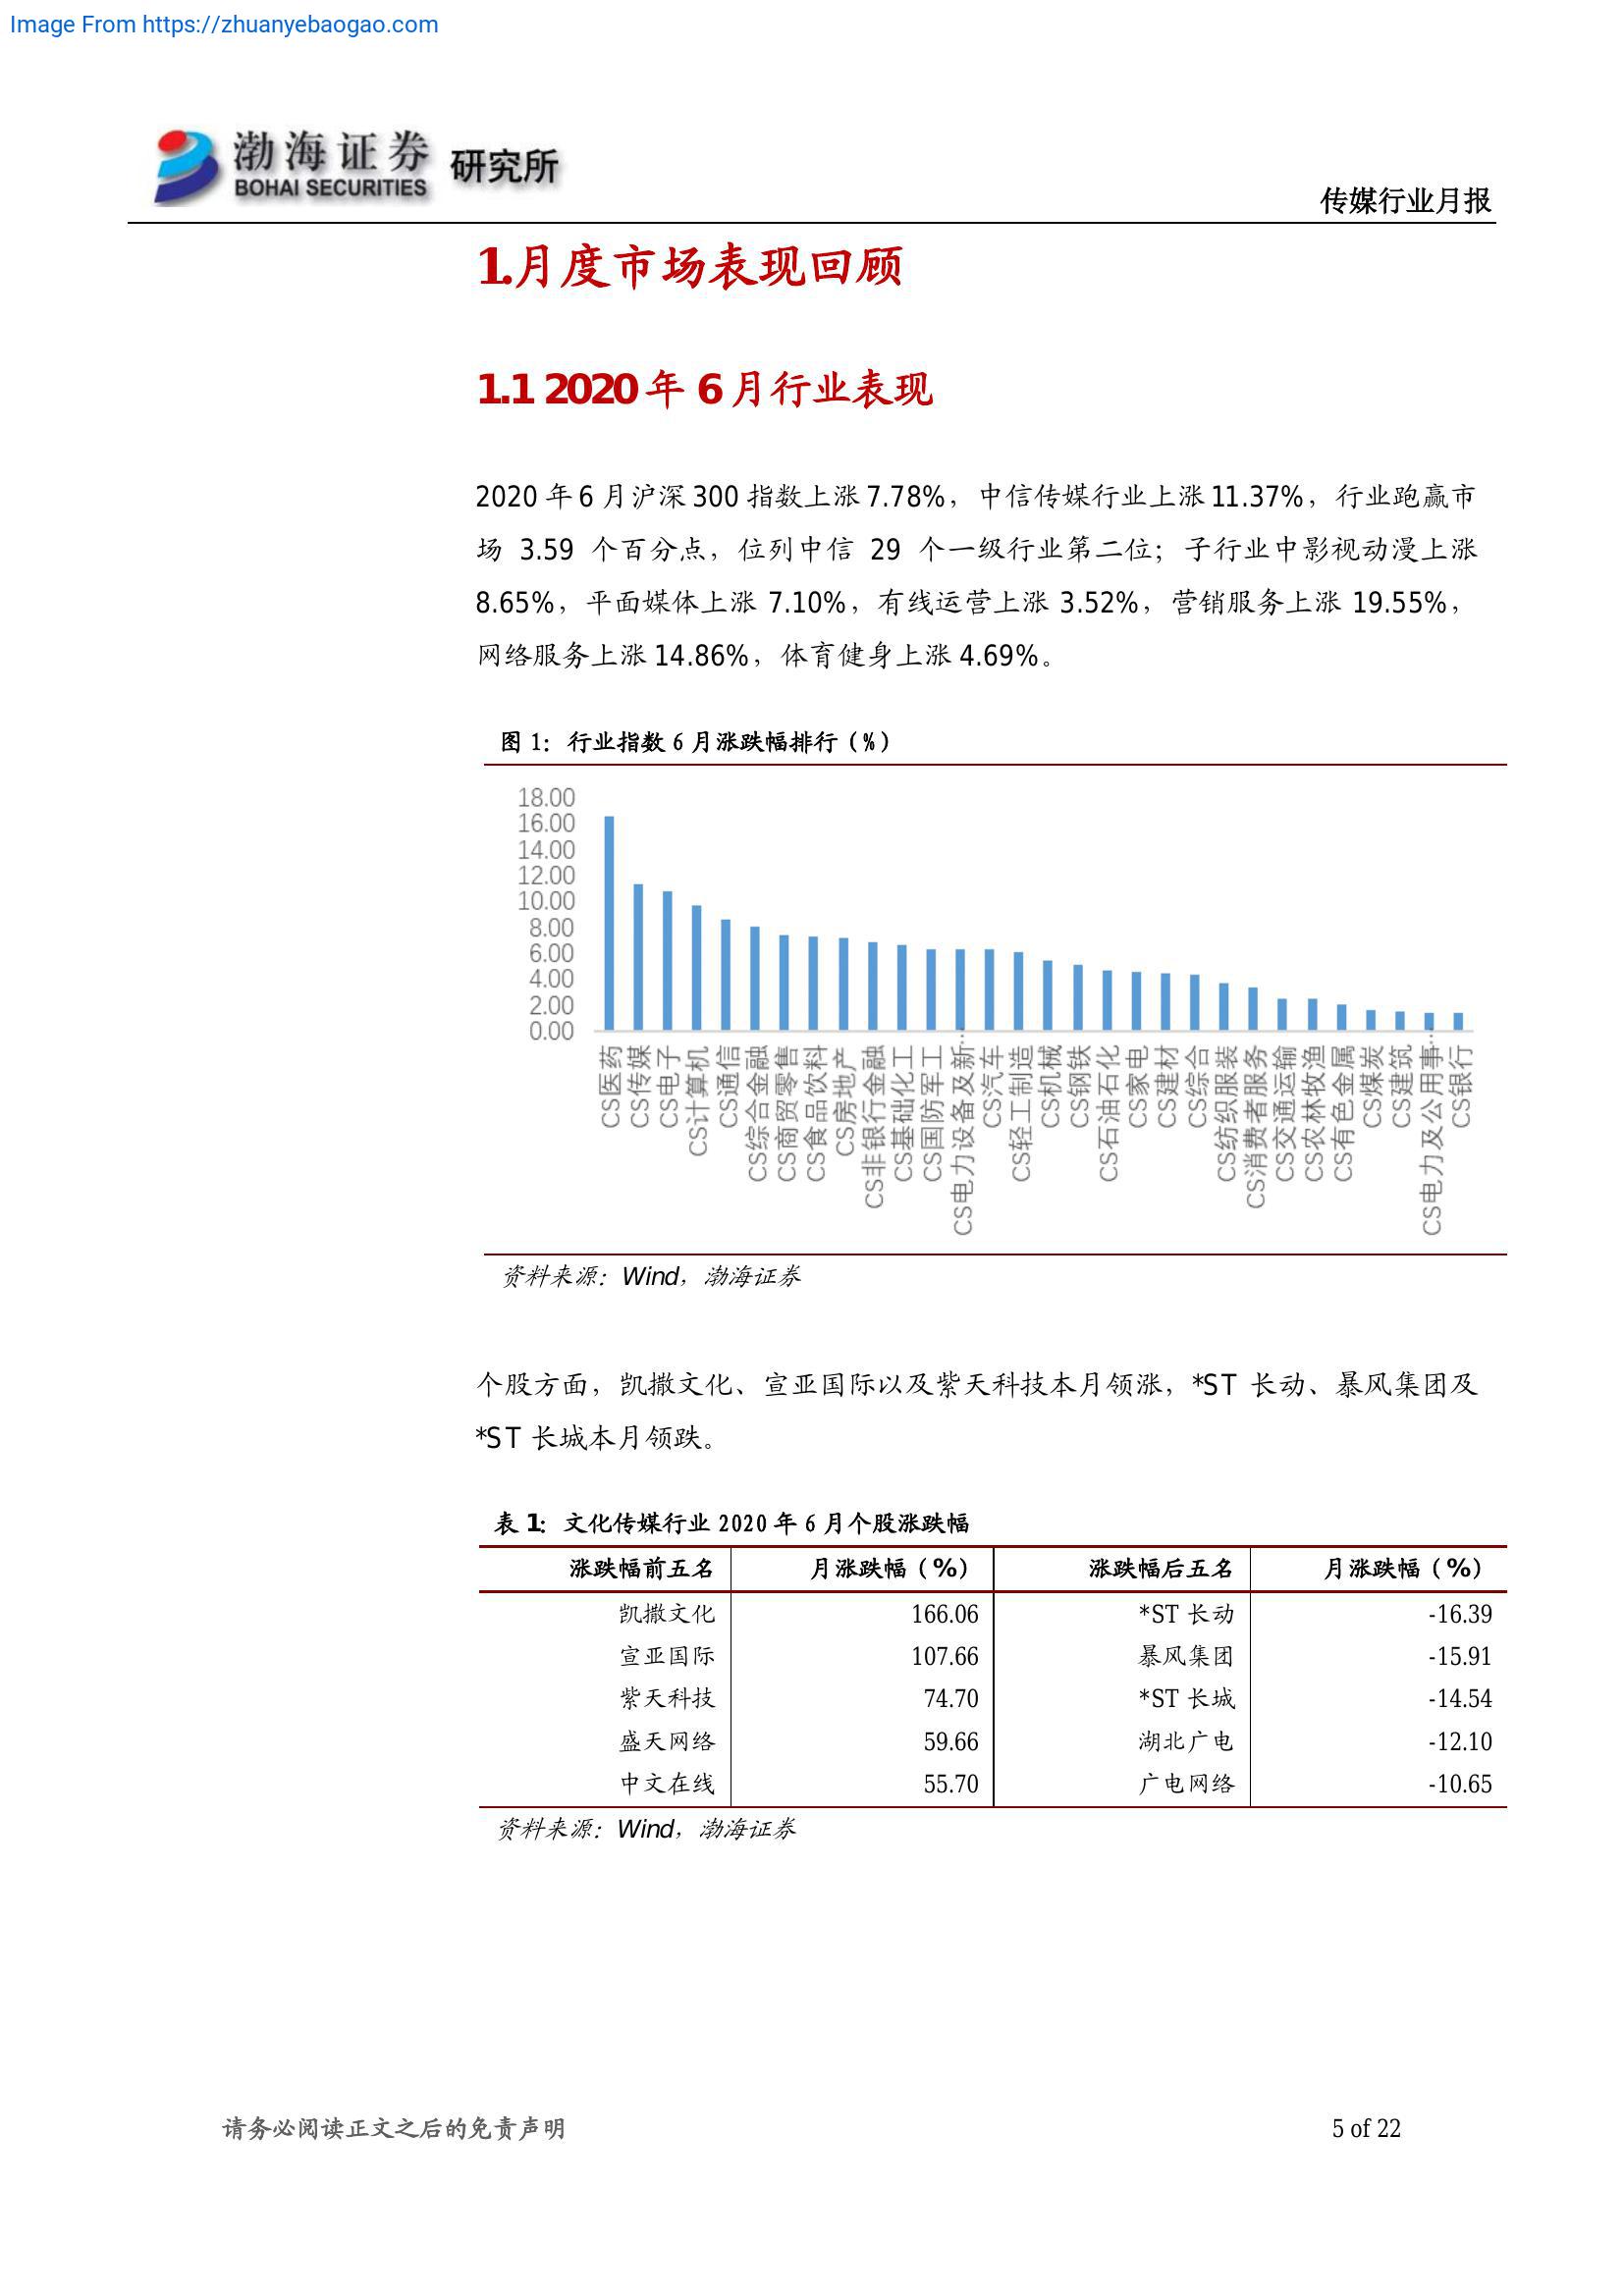 Image From https://zhuanyebaogao.com
渤海证券 研究所
BOHAI SECURITIES
传媒行业月报
1.月度市场表现回顾
1.1 2020 年 6 月行业表现
2020 年 6 月沪深 300 指数上涨 7.78%，中信传媒行业上涨 11.37%，行业跑赢市
场 3.59 个百分点，位列中信 29 个一级行业第二位；子行业中影视动漫上涨
8.65%，平面媒体上涨 7.10%，有线运营上涨 3.52%，营销服务上涨 19.55%，
网络服务上涨 14.86%，体育健身上涨 4.69%。
图 1：行业指数 6 月涨跌幅排行（%）
18.00
16.00
14.00
12.00
10.00
8.00
6.00
4.00
2.00
0.00
CS医药
CS传媒
CS电子
CS计算机
CS通信
CS综合金融
CS商贸零售
CS食品饮料
CS房地产
CS非银行金融
CS基础化工
CS国防军工
CS电力设备及新…
CS汽车
CS轻工制造
CS机械
CS钢铁
CS石油石化
CS家电
CS建材
CS综合
CS纺织服装
CS消费者服务
CS交通运输
CS农林牧渔
CS有色金属
CS煤炭
CS建筑
CS电力及公用事…
CS银行
资料来源：Wind，渤海证券
个股方面，凯撒文化、宣亚国际以及紫天科技本月领涨，*ST 长动、暴风集团及
*ST 长城本月领跌。
表 1：文化传媒行业 2020 年 6 月个股涨跌幅
涨跌幅前五名 月涨跌幅（%） 涨跌幅后五名 月涨跌幅（%）
凯撒文化 166.06 *ST 长动 -16.39
宣亚国际 107.66 暴风集团 -15.91
紫天科技 74.70 *ST 长城 -14.54
盛天网络 59.66 湖北广电 -12.10
中文在线 55.70 广电网络 -10.65
资料来源：Wind，渤海证券
请务必阅读正文之后的免责声明 5 of 22